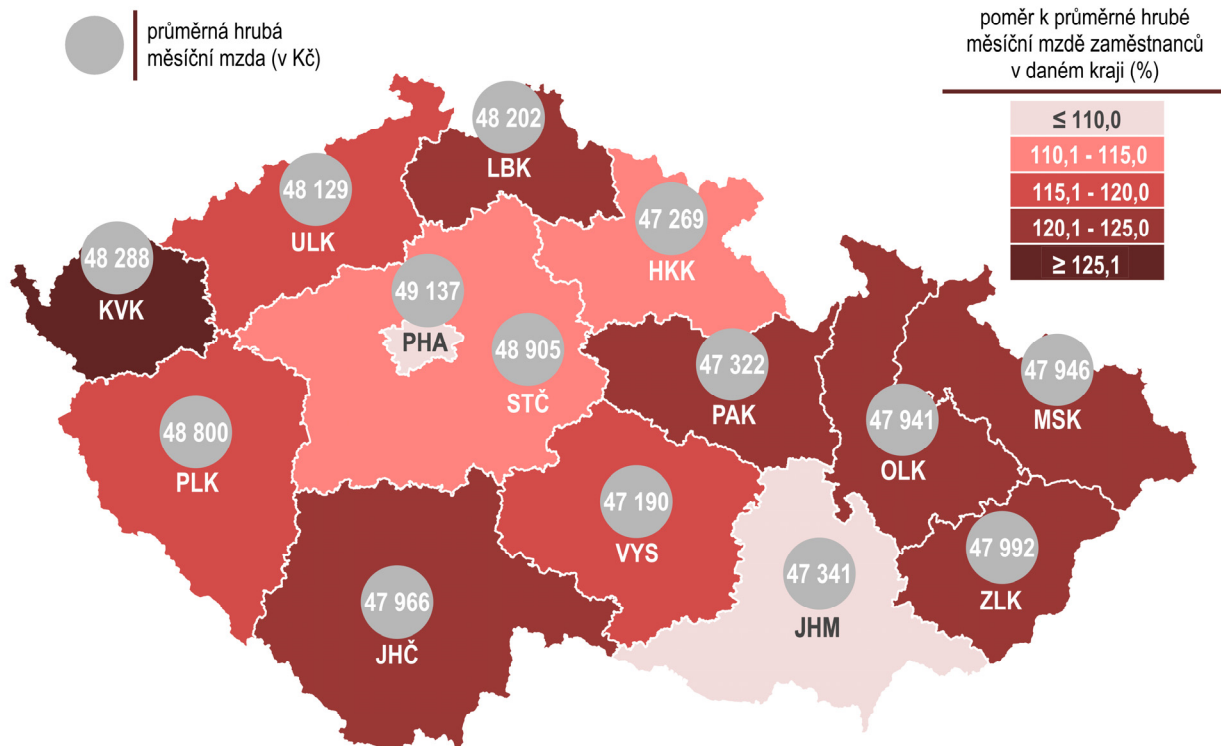 průměrná hrubá
měsíční mzda (v Kč)
poměr k průměrné hrubé
měsíční mzdě zaměstnanců
v daném kraji (%)
≤ 110,0
110,1 - 115,0
115,1 - 120,0
120,1 - 125,0
≥ 125,1
48 202
LBK
48 129
ULK
47 269
HKK
48 288
KVK
49 137
PHA
48 905
STČ
47 322
PAK
47 946
MSK
47 941
OLK
48 800
PLK
47 190
VYS
47 992
ZLK
47 341
JHM
47 966
JHČ